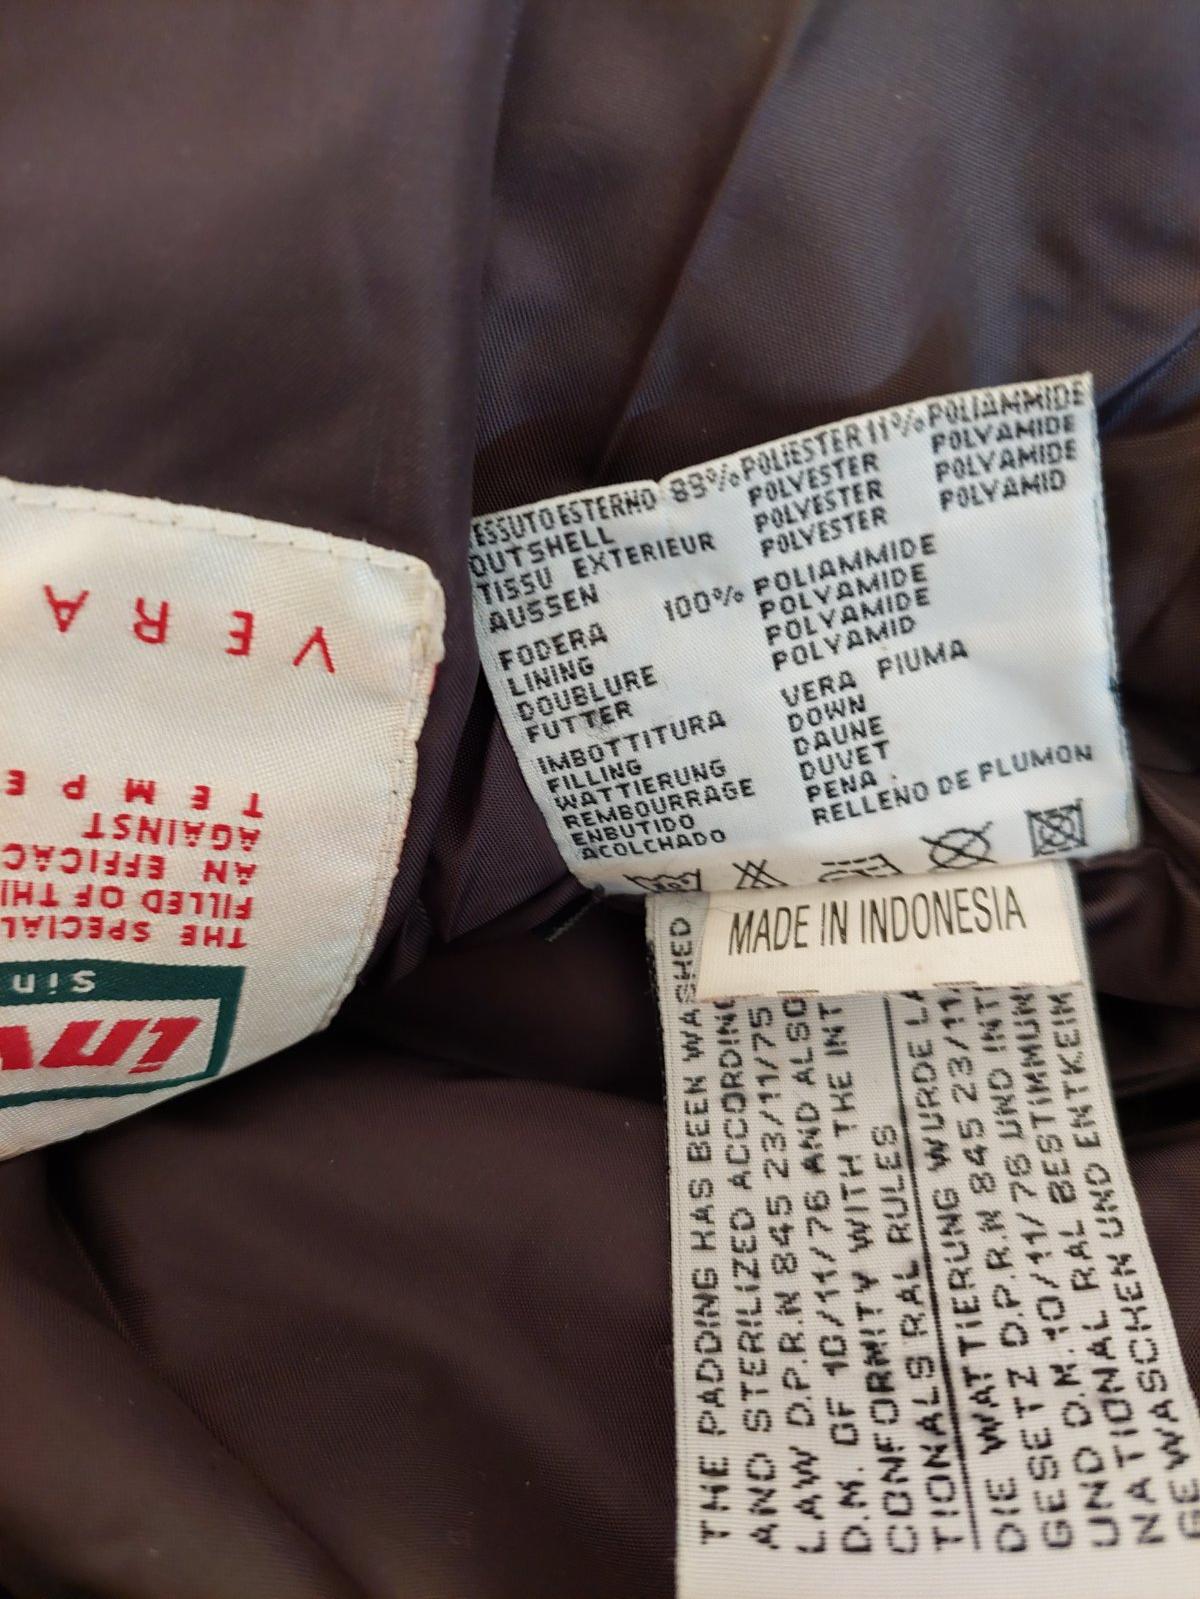 VERA
TEMPE
AGAINST
AN EFFICAC
FILLED OF THI
THE SPECIAL
sin
inv
TESSUTO ESTERNO 89% POLIESTER 11% POLIAMMIDE
OUTSHELL POLYESTER POLYAMIDE
TISSU EXTERIEUR POLYESTER POLYAMIDE
AUSSEN POLYESTER POLYAMID
FODERA 100% POLIAMMIDE
LINING POLYAMIDE
DOUBLURE POLYAMIDE
FUTTER POLYAMID
IMBOTTITURA VERA PIUMA
FILLING DOWN
WATTIERUNG DAUNE
REMBOURRAGE DUVET
ENBUTIDO PENA
ACOLCHADO RELLENO DE PLUMON
MADE IN INDONESIA
THE PADDING HAS BEEN WASHED
AND STERILIZED ACCORDING
LAW D.P.R.N 845 23/11/75
D.M. OF 10/11/76 AND ALSO
CONFORMITY WITH THE INT
TIONALS RAL RULES
DIE WATTIERUNG WURDE LA
GESETZ D.P.R.N 845 23/11/
UND D.M. 10/11/76 UND INTE
NATIONAL RAL BESTIMMUN
GEWASCHEN UND ENTKEIM